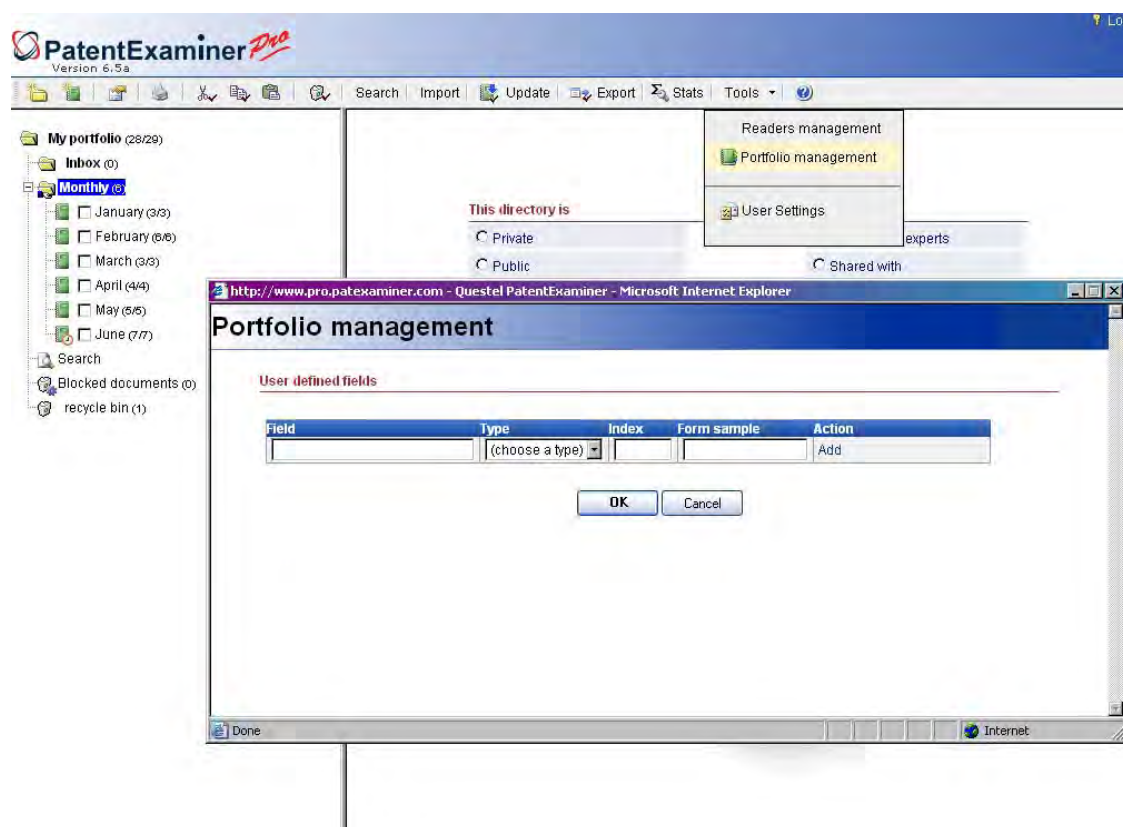 Lo
PatentExaminer Pro
Version 6.5a
Search Import Update Export Stats Tools
My portfolio (28/29)
Inbox (0)
Monthly (6)
January (3/3)
February (6/6)
March (3/3)
April (4/4)
May (5/5)
June (7/7)
Search
Blocked documents (0)
recycle bin (1)
Readers management
Portfolio management
User Settings
This directory is
Private
experts
Public
Shared with
http://www.pro.patexaminer.com - Questel PatentExaminer - Microsoft Internet Explorer
Portfolio management
User defined fields
Field Type Index Form sample Action
(choose a type) Add
OK Cancel
Done Internet